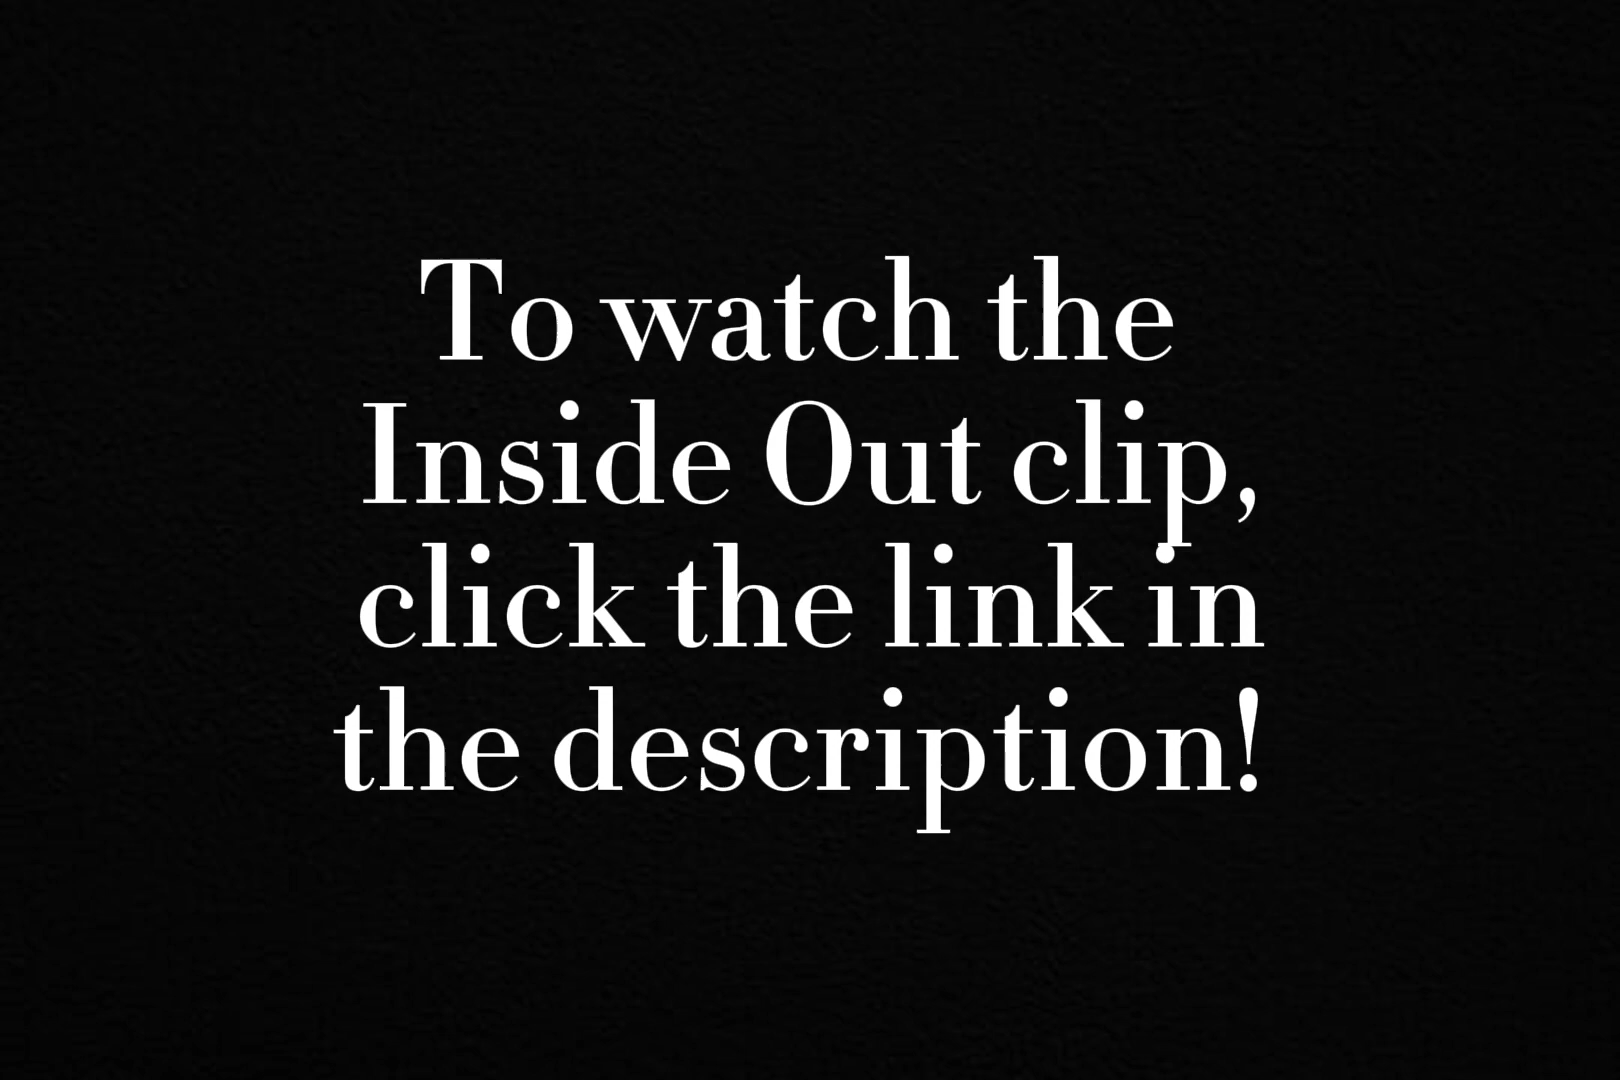 To watch the
Inside Out clip,
click the link in
the description!